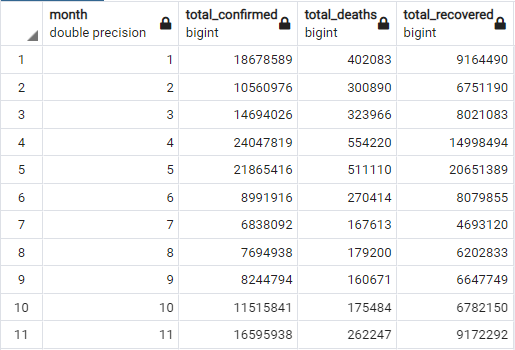 month total_confirmed total_deaths total_recovered
double precision bigint bigint bigint
1 1 18678589 402083 9164490
2 2 10560976 300890 6751190
3 3 14694026 323966 8021083
4 4 24047819 554220 14998494
5 5 21865416 511110 20651389
6 6 8991916 270414 8079855
7 7 6838092 167613 4693120
8 8 7694938 179200 6202833
9 9 8244794 160671 6647749
10 10 11515841 175484 6782150
11 11 16595938 262247 9172292